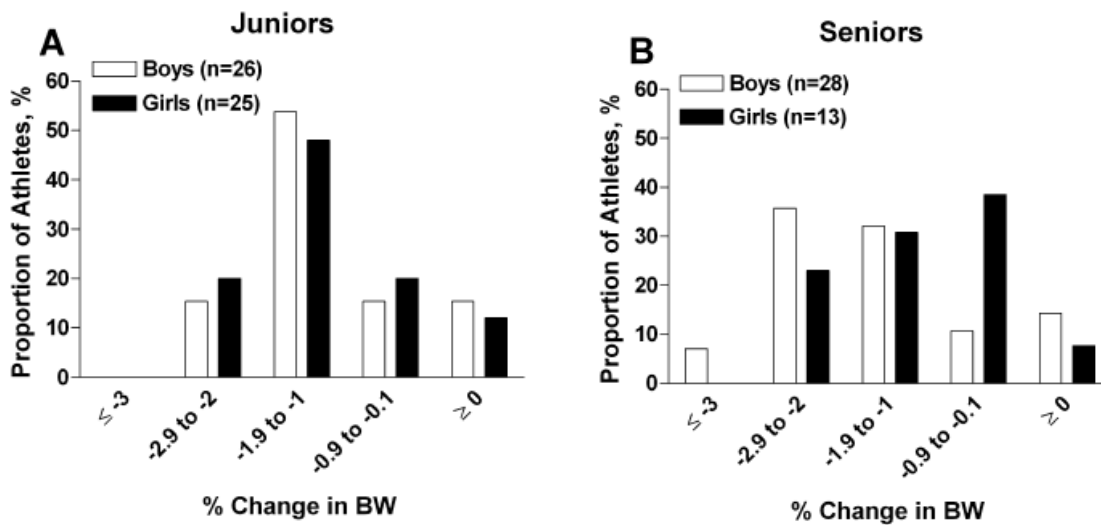 A
Juniors
Boys (n=26)
Girls (n=25)
Proportion of Athletes, %
60
50
40
30
20
10
0
≤ -3
-2.9 to -2
-1.9 to -1
-0.9 to -0.1
≥ 0
% Change in BW
B
Seniors
Boys (n=28)
Girls (n=13)
Proportion of Athletes, %
60
50
40
30
20
10
0
≤ -3
-2.9 to -2
-1.9 to -1
-0.9 to -0.1
≥ 0
% Change in BW